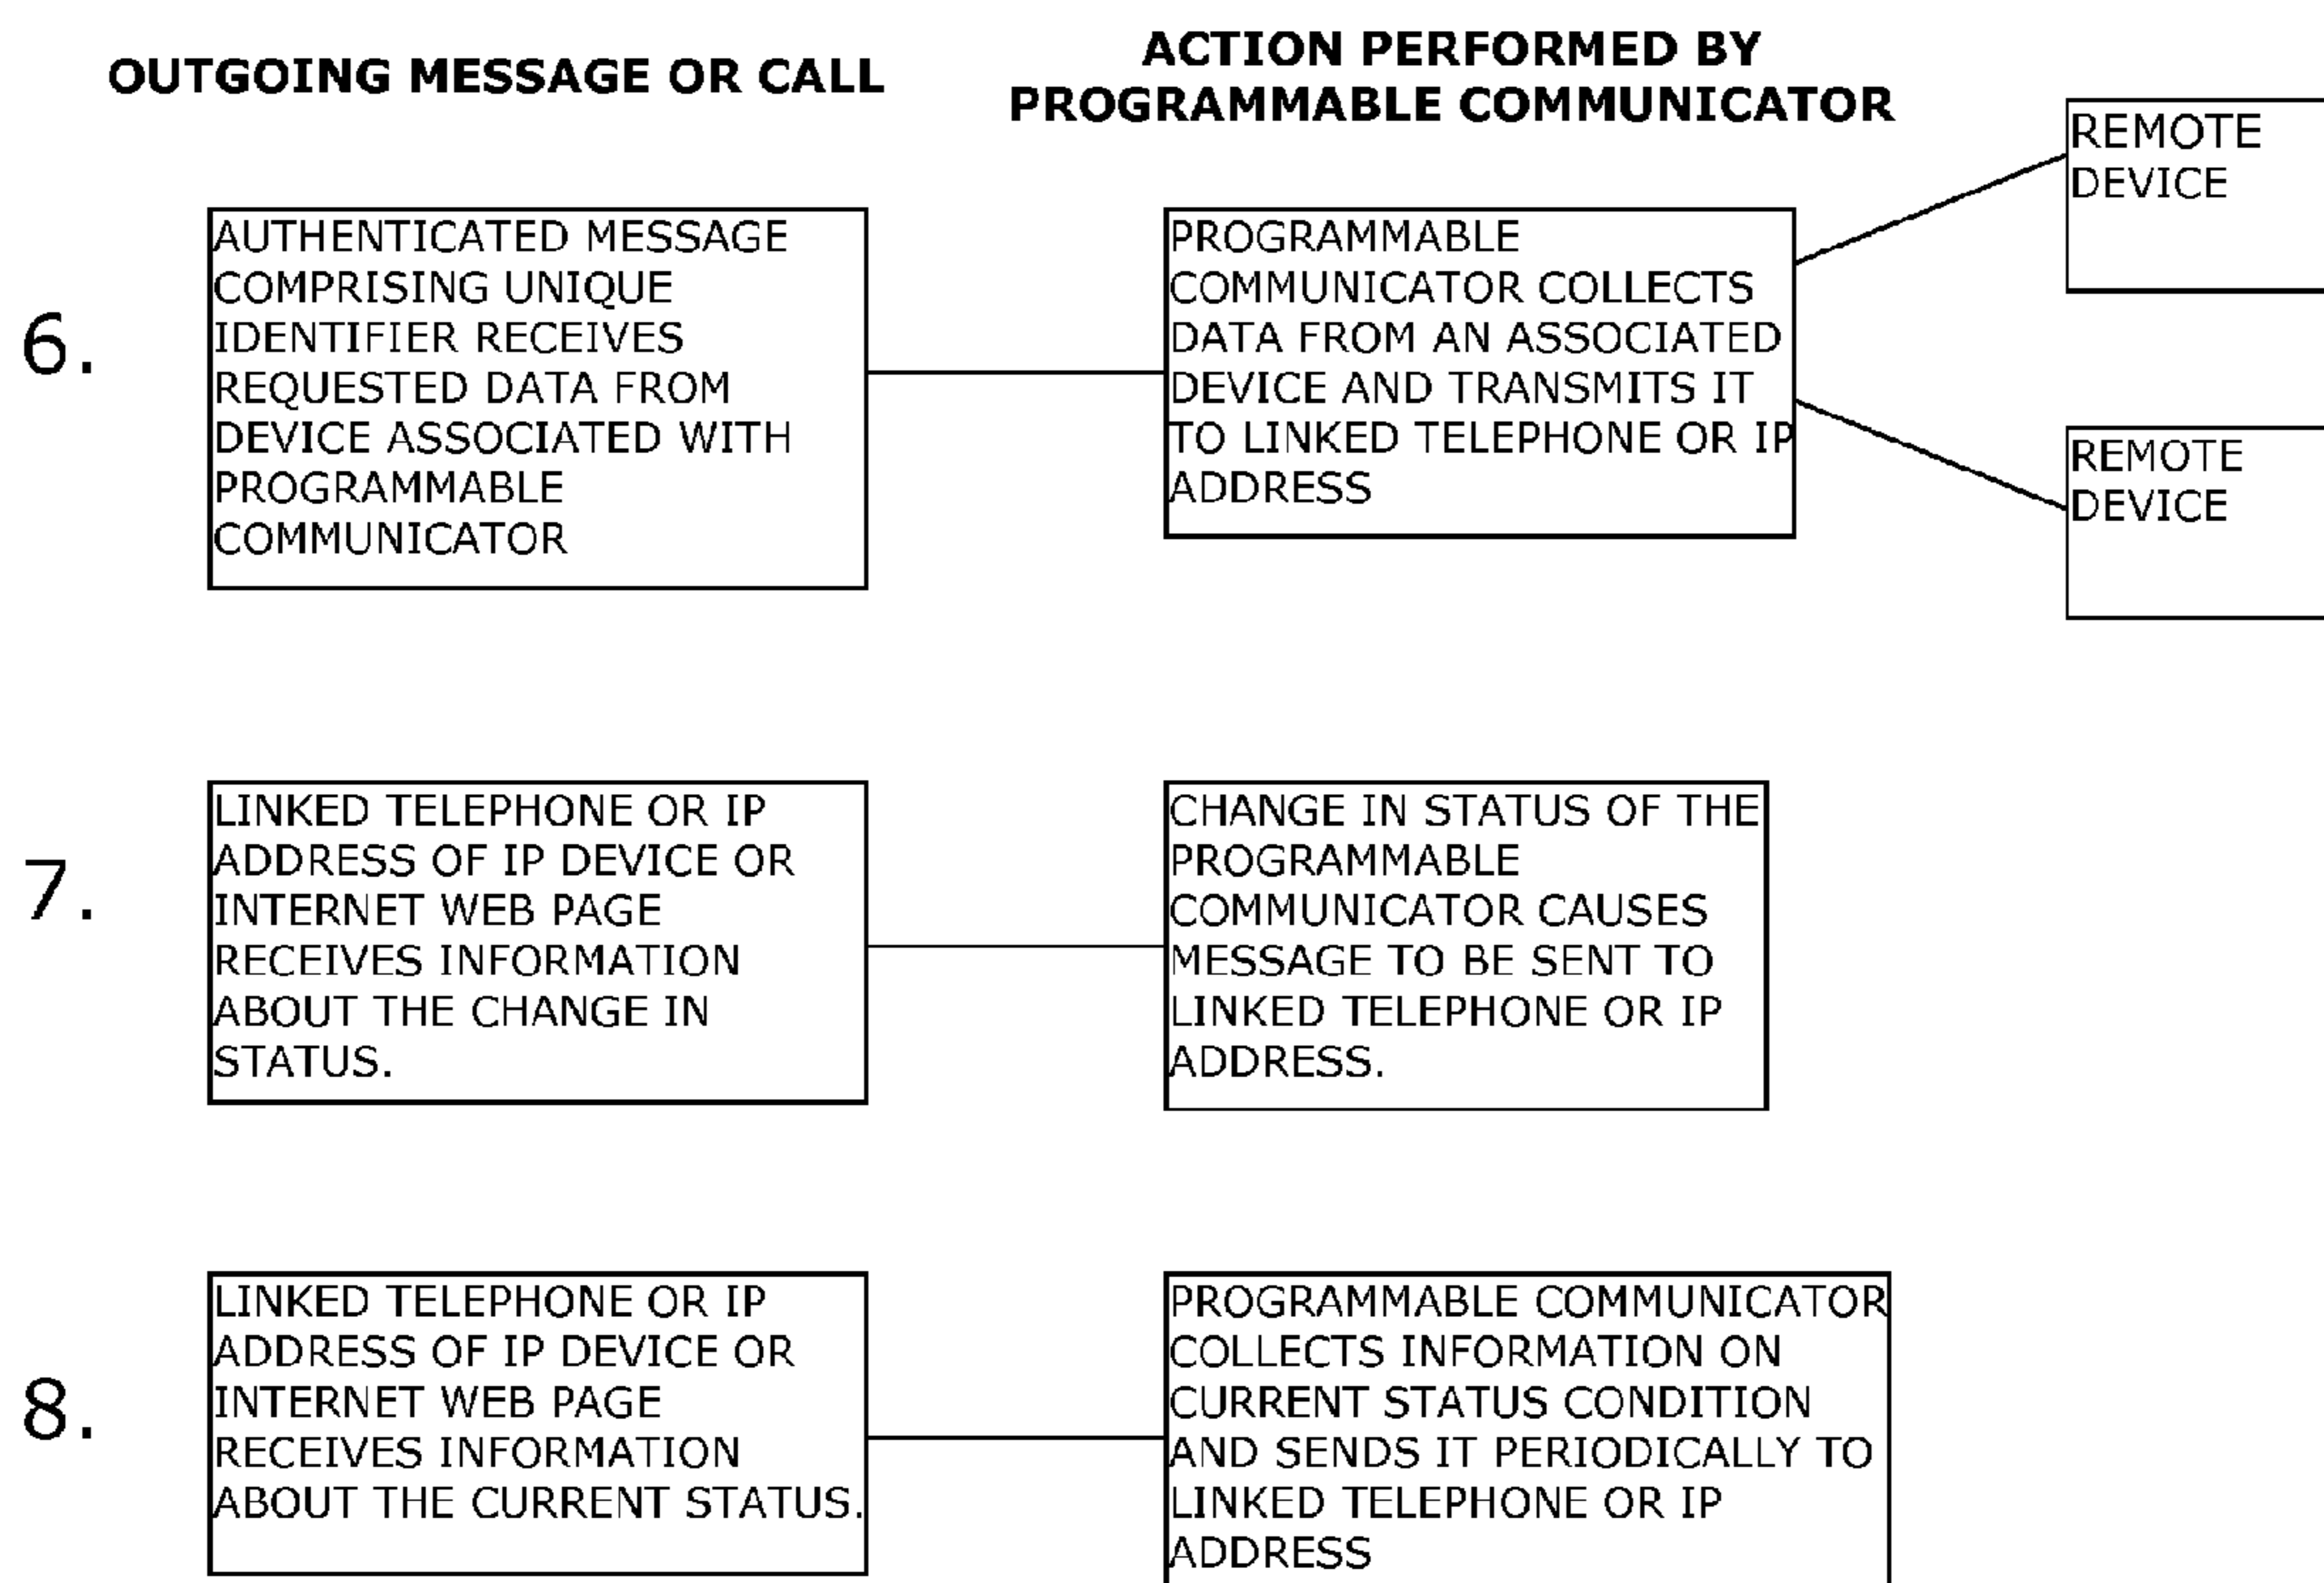 OUTGOING MESSAGE OR CALL
ACTION PERFORMED BY
PROGRAMMABLE COMMUNICATOR
6.
AUTHENTICATED MESSAGE
COMPRISING UNIQUE
IDENTIFIER RECEIVES
REQUESTED DATA FROM
DEVICE ASSOCIATED WITH
PROGRAMMABLE
COMMUNICATOR
PROGRAMMABLE
COMMUNICATOR COLLECTS
DATA FROM AN ASSOCIATED
DEVICE AND TRANSMITS IT
TO LINKED TELEPHONE OR IP
ADDRESS
REMOTE
DEVICE
REMOTE
DEVICE
7.
LINKED TELEPHONE OR IP
ADDRESS OF IP DEVICE OR
INTERNET WEB PAGE
RECEIVES INFORMATION
ABOUT THE CHANGE IN
STATUS.
CHANGE IN STATUS OF THE
PROGRAMMABLE
COMMUNICATOR CAUSES
MESSAGE TO BE SENT TO
LINKED TELEPHONE OR IP
ADDRESS.
8.
LINKED TELEPHONE OR IP
ADDRESS OF IP DEVICE OR
INTERNET WEB PAGE
RECEIVES INFORMATION
ABOUT THE CURRENT STATUS.
PROGRAMMABLE COMMUNICATOR
COLLECTS INFORMATION ON
CURRENT STATUS CONDITION
AND SENDS IT PERIODICALLY TO
LINKED TELEPHONE OR IP
ADDRESS